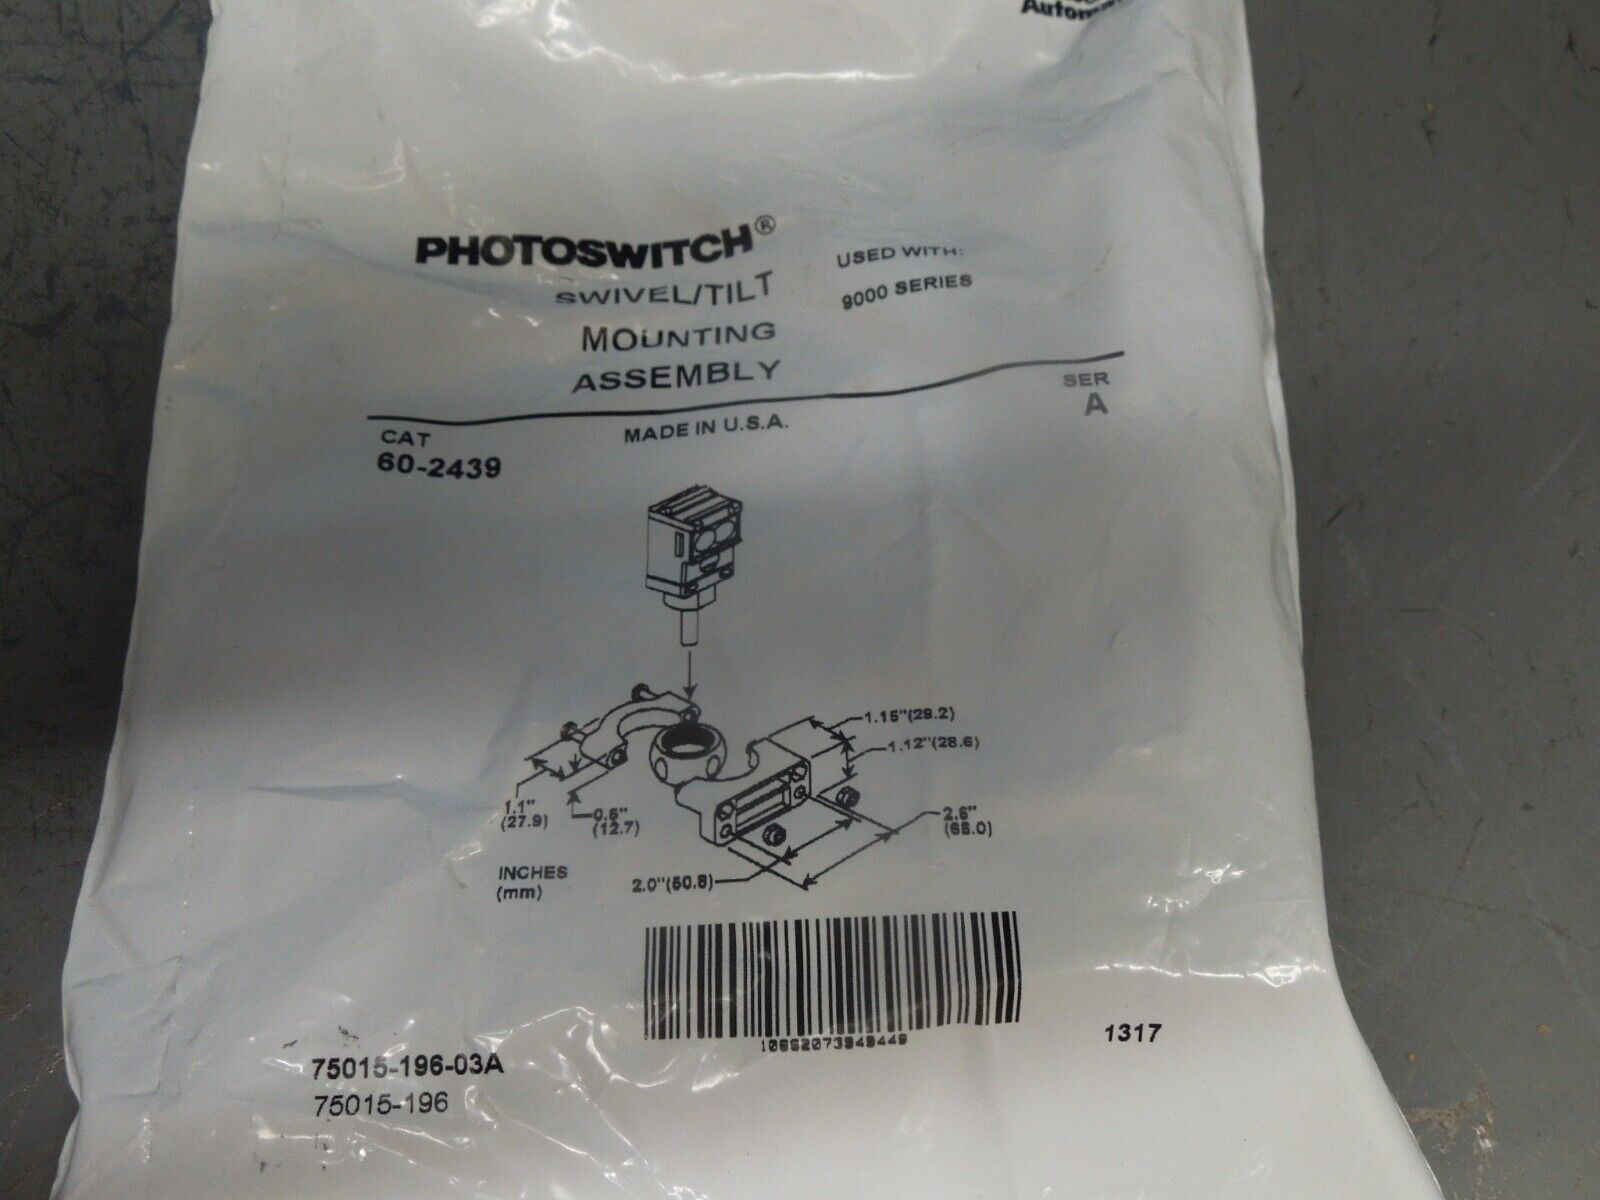 Autom
PHOTOSWITCH®
SWIVEL/TILT
MOUNTING
ASSEMBLY
USED WITH:
9000 SERIES
SER
A
CAT
60-2439
MADE IN U.S.A.
1.15"(29.2)
1.12"(28.6)
1.1"
(27.9)
0.5"
(12.7)
2.6"
(66.0)
INCHES
(mm)
2.0"(50.8)
1317
75015-196-03A
75015-196